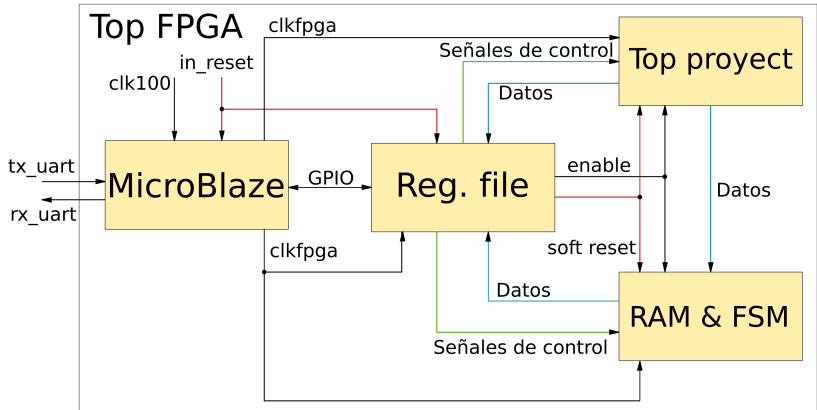 Top FPGA
clkfpga
in_reset
clk100
Señales de control
Top proyect
Datos
tx_uart
rx_uart
MicroBlaze
GPIO
Reg. file
enable
Datos
soft reset
clkfpga
Datos
RAM & FSM
Señales de control